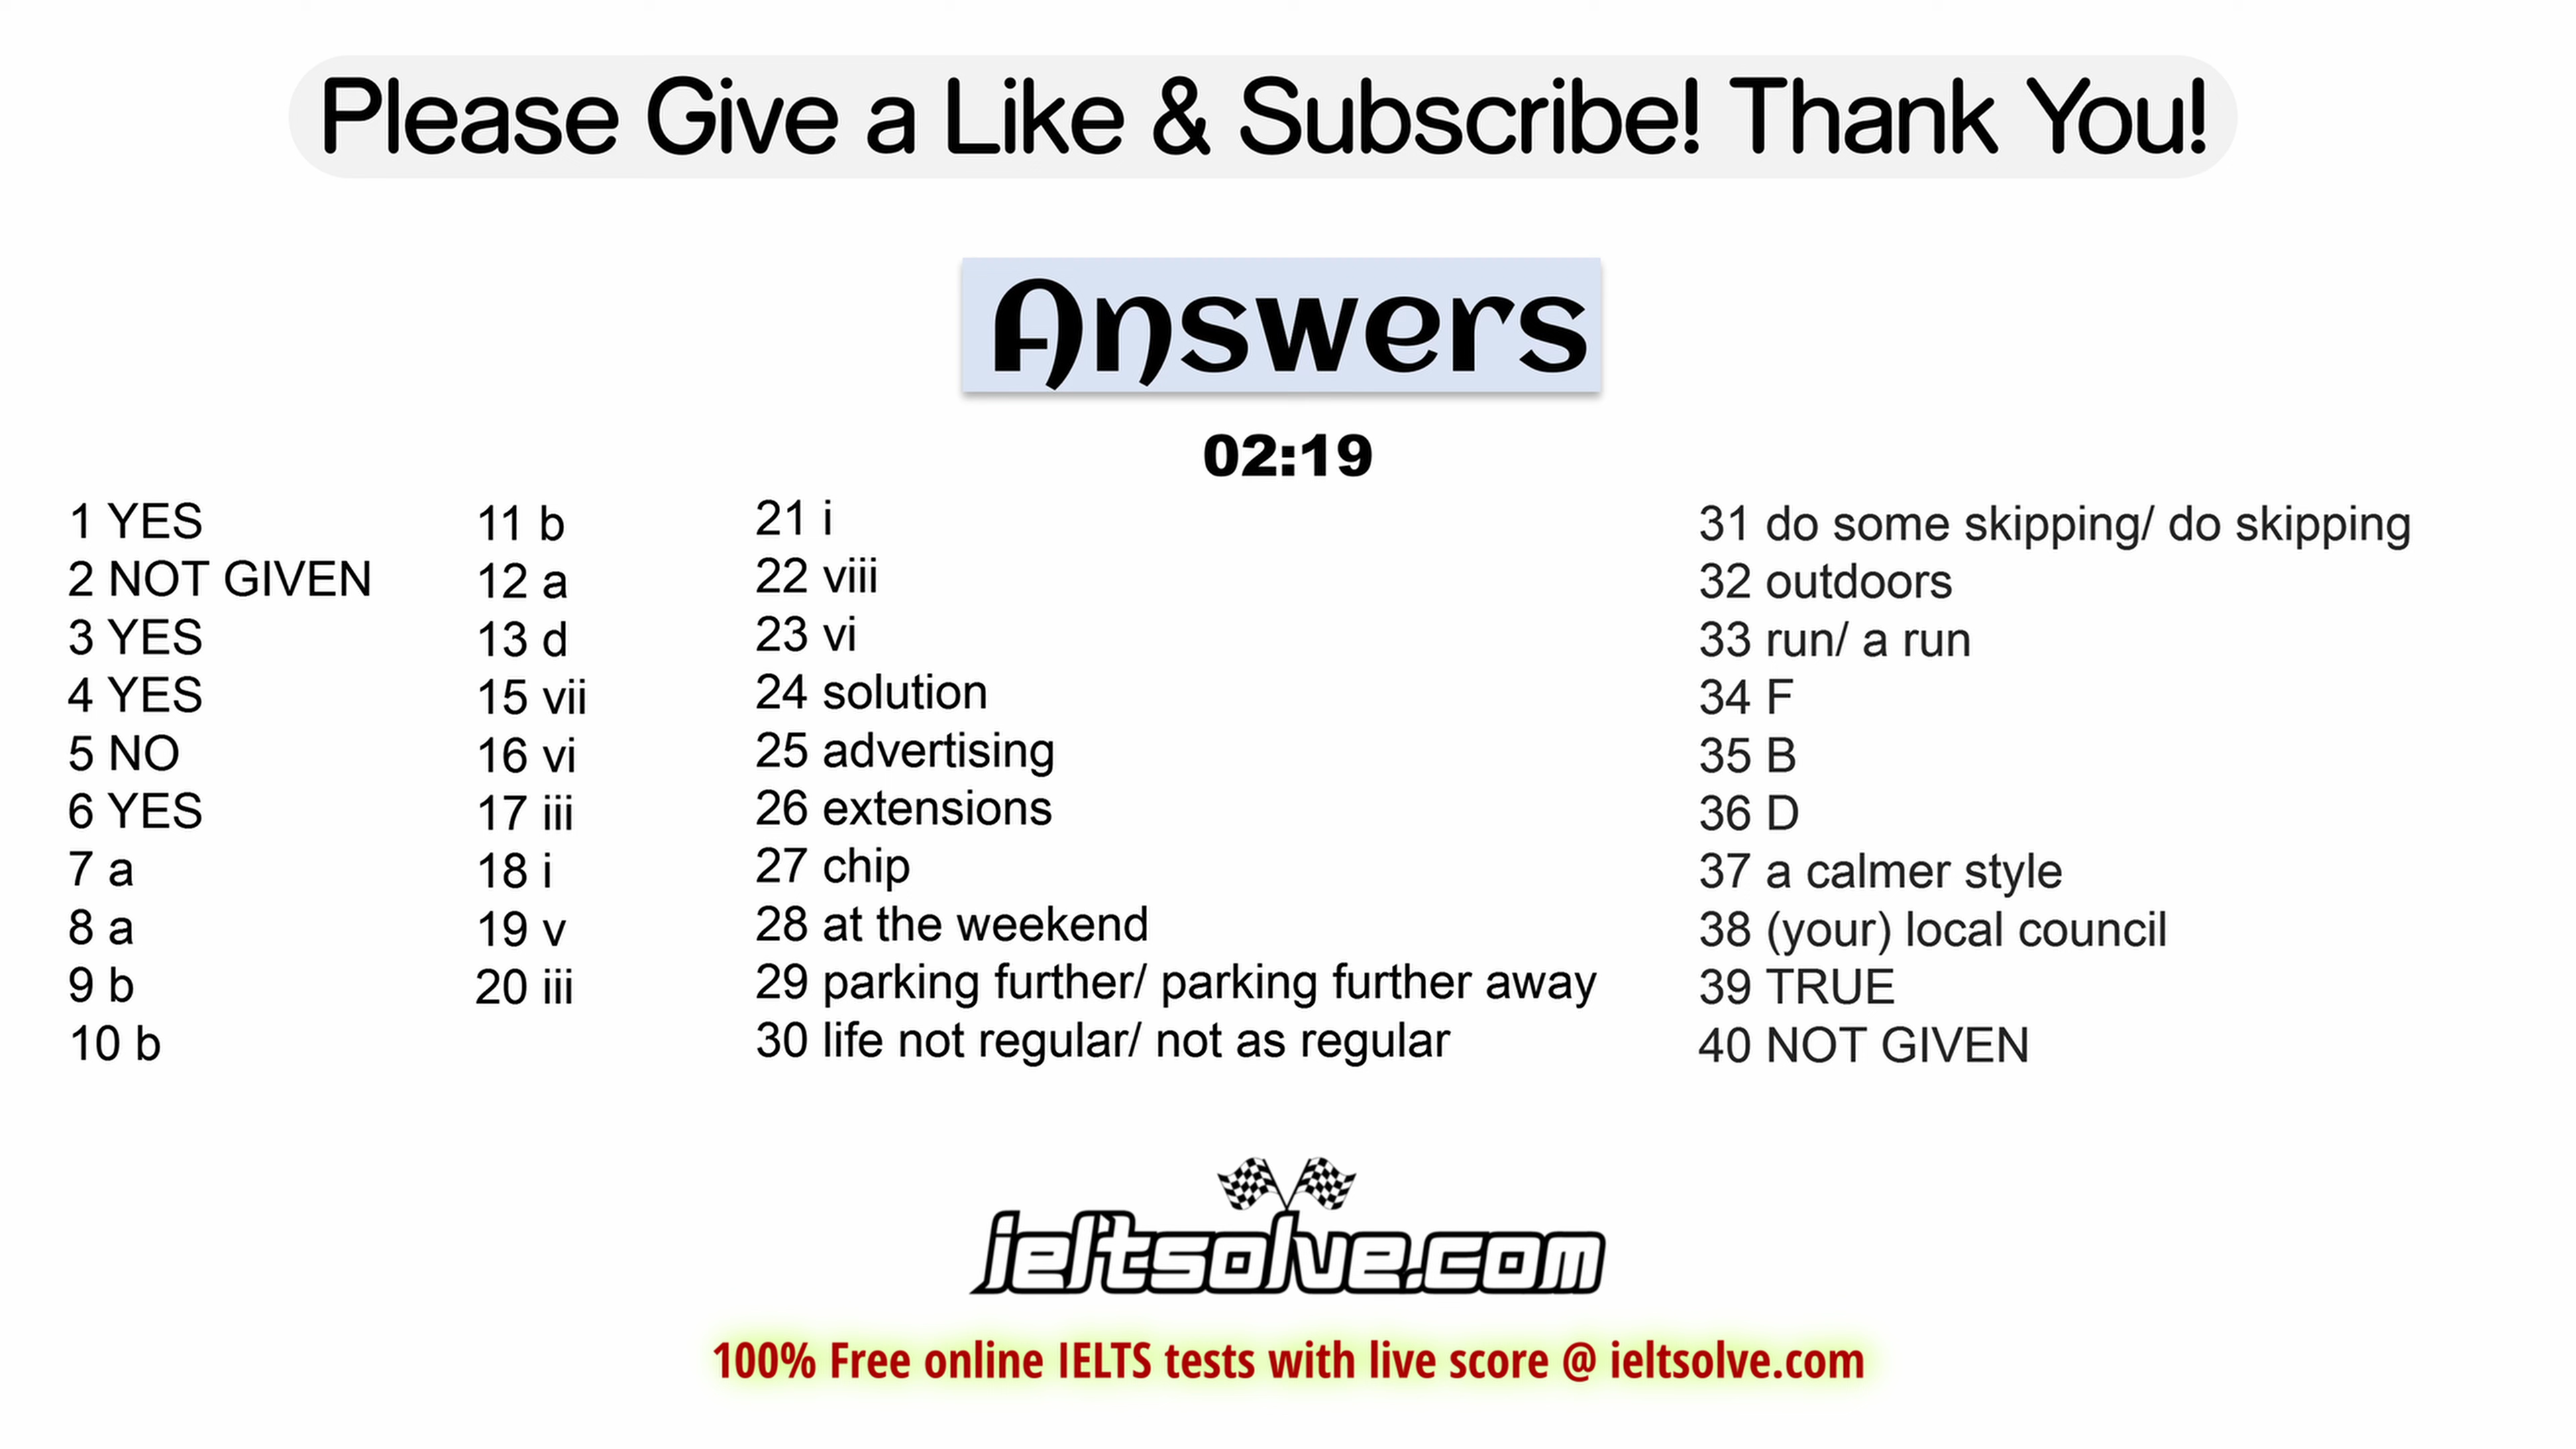 Please Give a Like & Subscribe! Thank You!
Answers
02:19
1 YES
2 NOT GIVEN
3 YES
4 YES
5 NO
6 YES
7 a
8 a
9 b
10 b
11 b
12 a
13 d
15 vii
16 vi
17 iii
18 i
19 v
20 iii
21 i
22 viii
23 vi
24 solution
25 advertising
26 extensions
27 chip
28 at the weekend
29 parking further/ parking further away
30 life not regular/ not as regular
31 do some skipping/ do skipping
32 outdoors
33 run/ a run
34 F
35 B
36 D
37 a calmer style
38 (your) local council
39 TRUE
40 NOT GIVEN
ieltsolve.com
100% Free online IELTS tests with live score @ ieltsolve.com